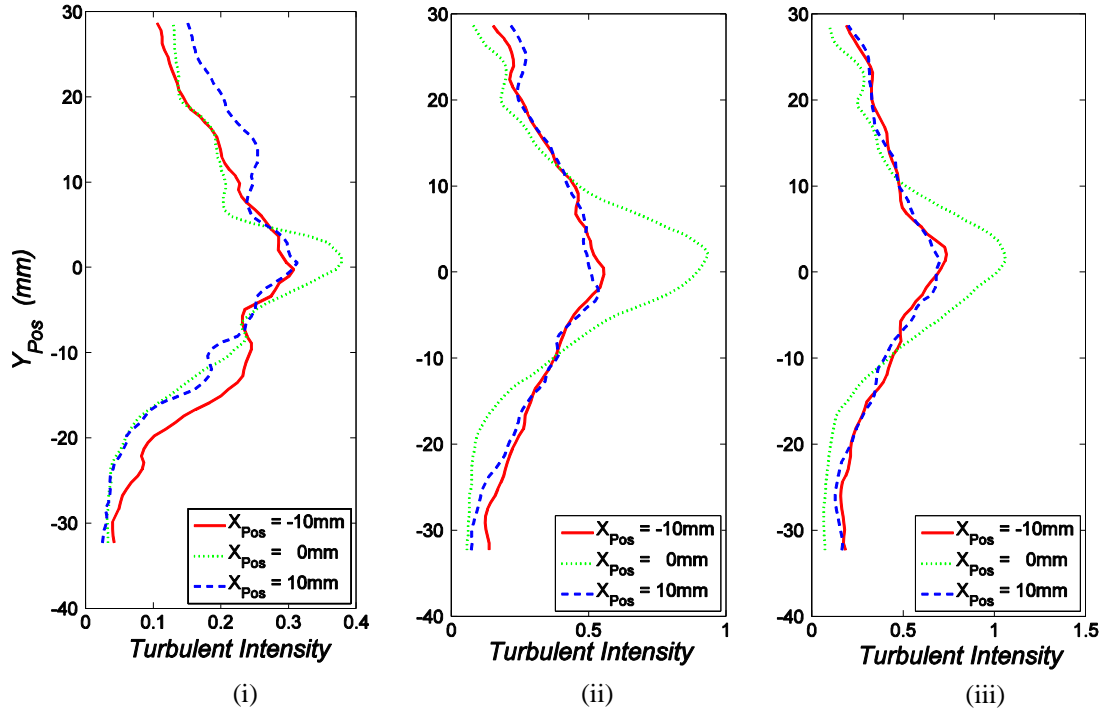 30
20
10
0
-10
-20
-30
-40
Y_Pos (mm)
0
0.1
0.2
0.3
0.4
Turbulent Intensity
X_Pos = -10mm
X_Pos = 0mm
X_Pos = 10mm
(i)
30
20
10
0
-10
-20
-30
-40
0
0.5
1
Turbulent Intensity
X_Pos = -10mm
X_Pos = 0mm
X_Pos = 10mm
(ii)
30
20
10
0
-10
-20
-30
-40
0
0.5
1
1.5
Turbulent Intensity
X_Pos = -10mm
X_Pos = 0mm
X_Pos = 10mm
(iii)